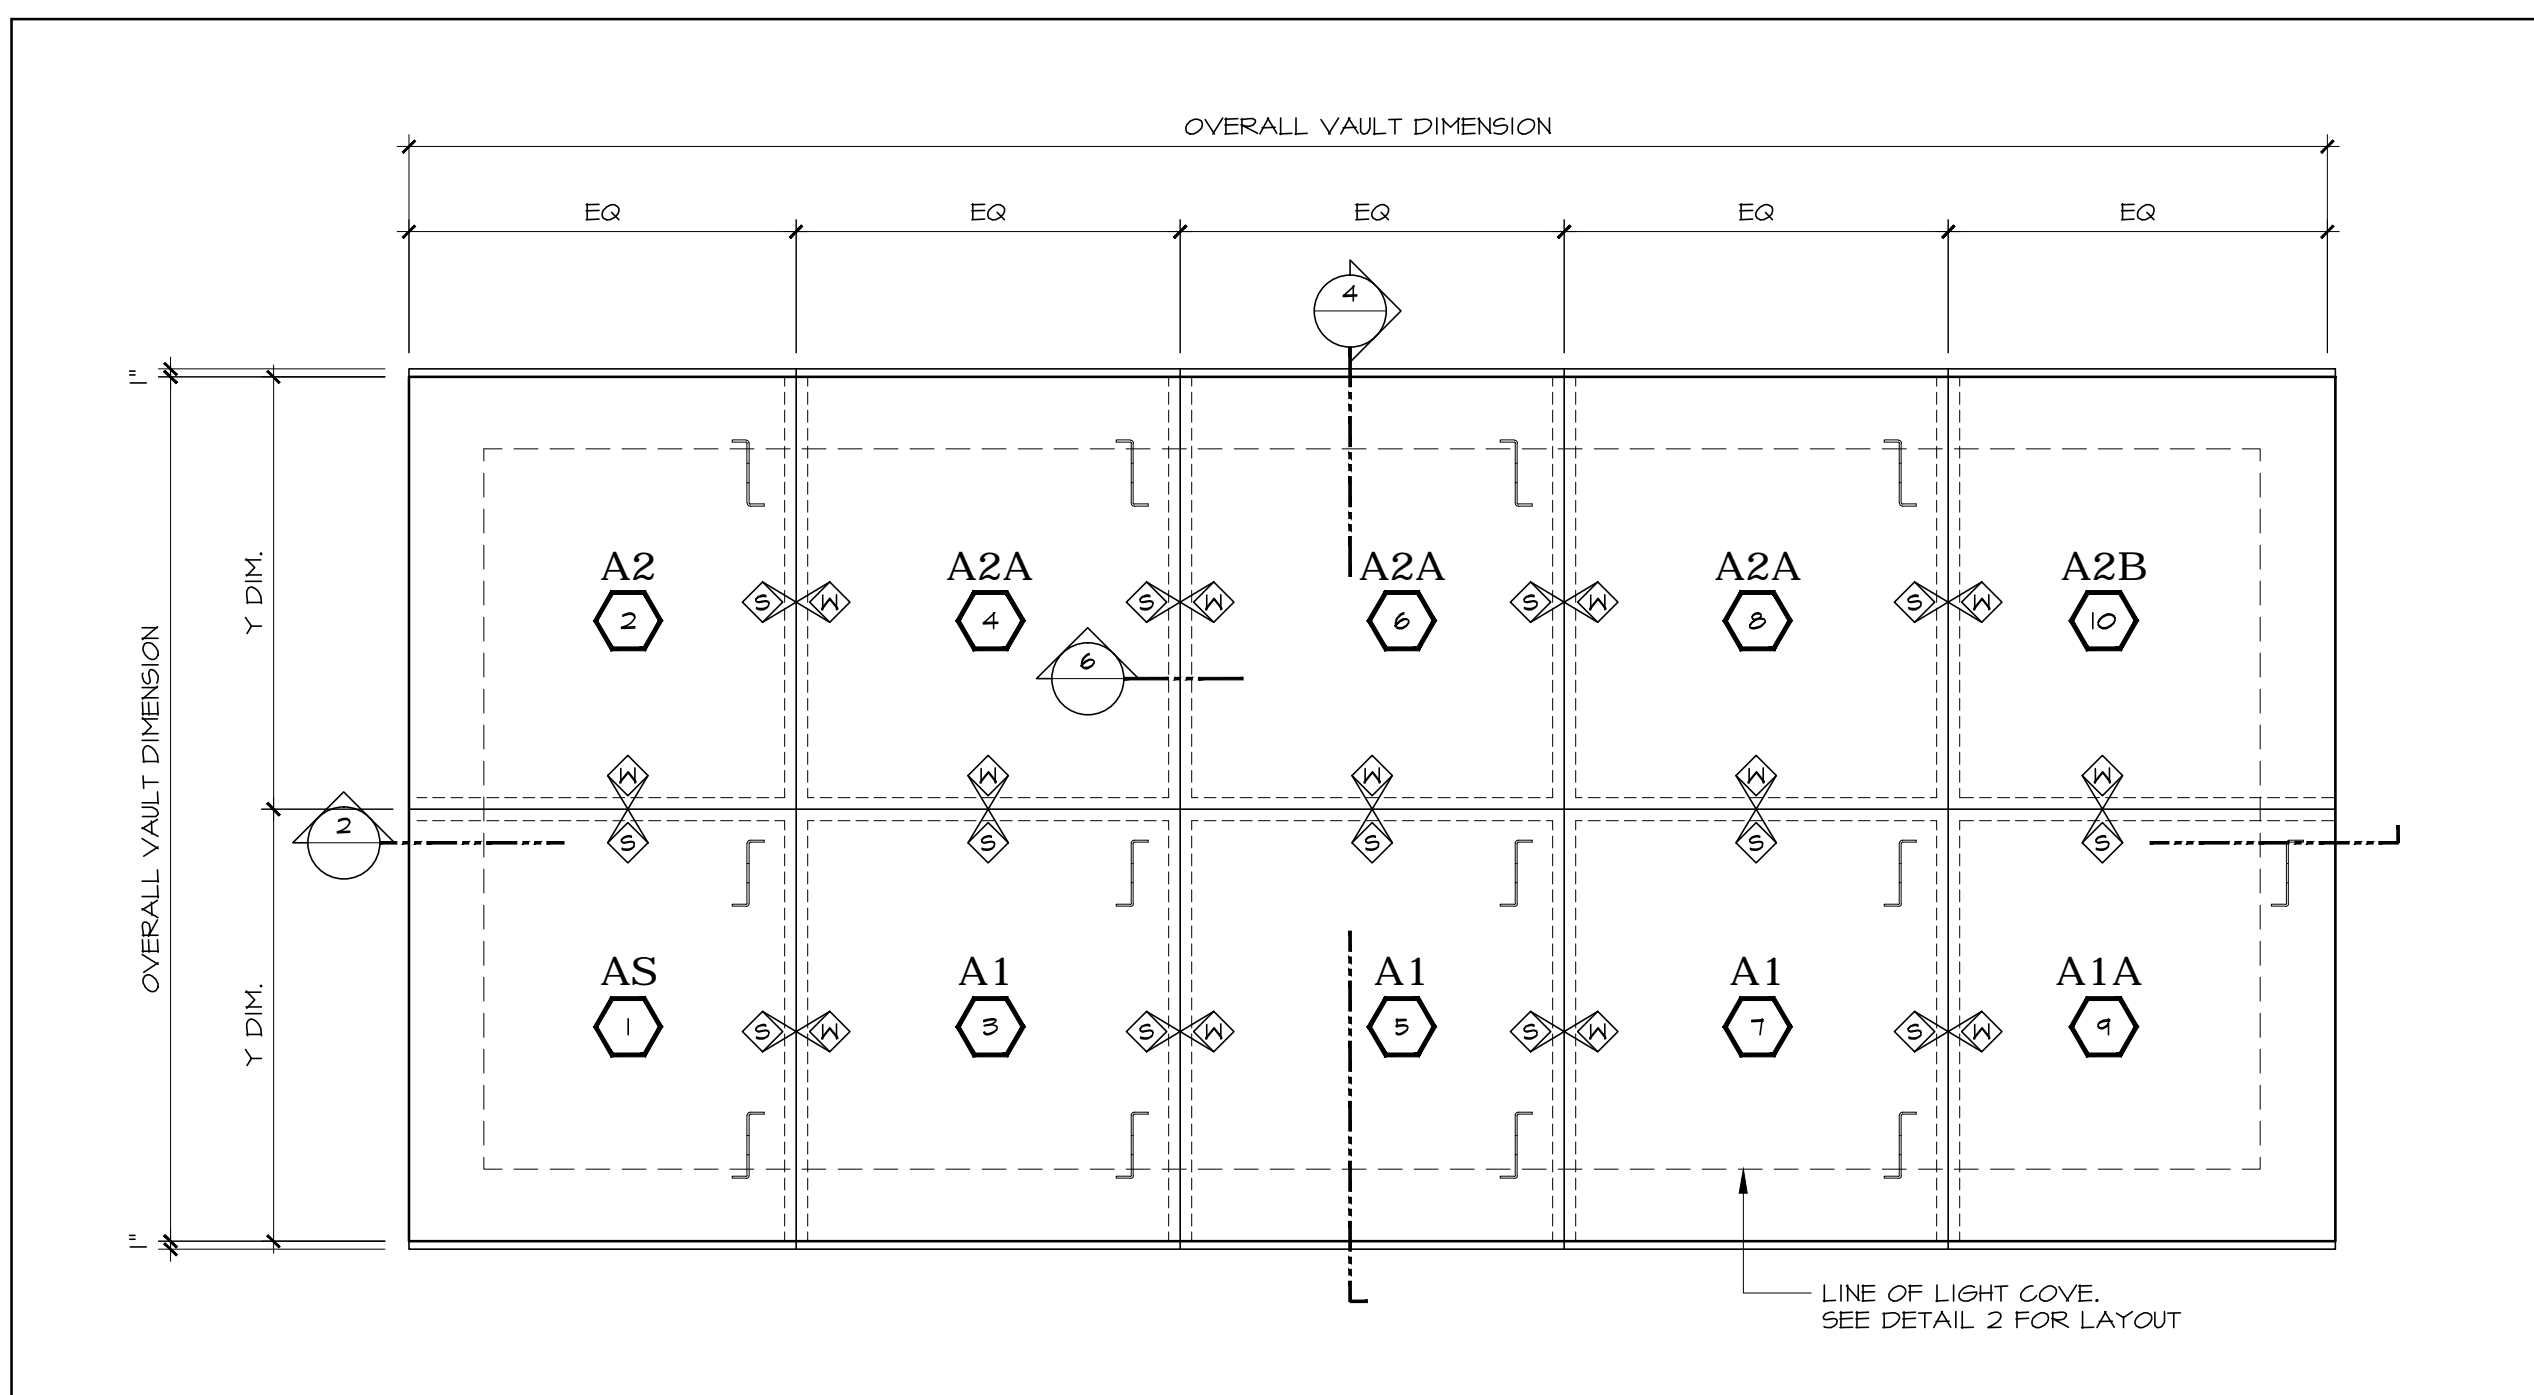 OVERALL VAULT DIMENSION
EQ EQ EQ EQ EQ
4
1"
Y DIM.
OVERALL VAULT DIMENSION
A2 A2A A2A A2A A2B
S W S W S W S W
2 4 6 8 10
6
W W W W W
2
S S S S S
Y DIM.
AS A1 A1 A1 A1A
1 3 5 7 9
S W S W S W S W
1"
LINE OF LIGHT COVE.
SEE DETAIL 2 FOR LAYOUT